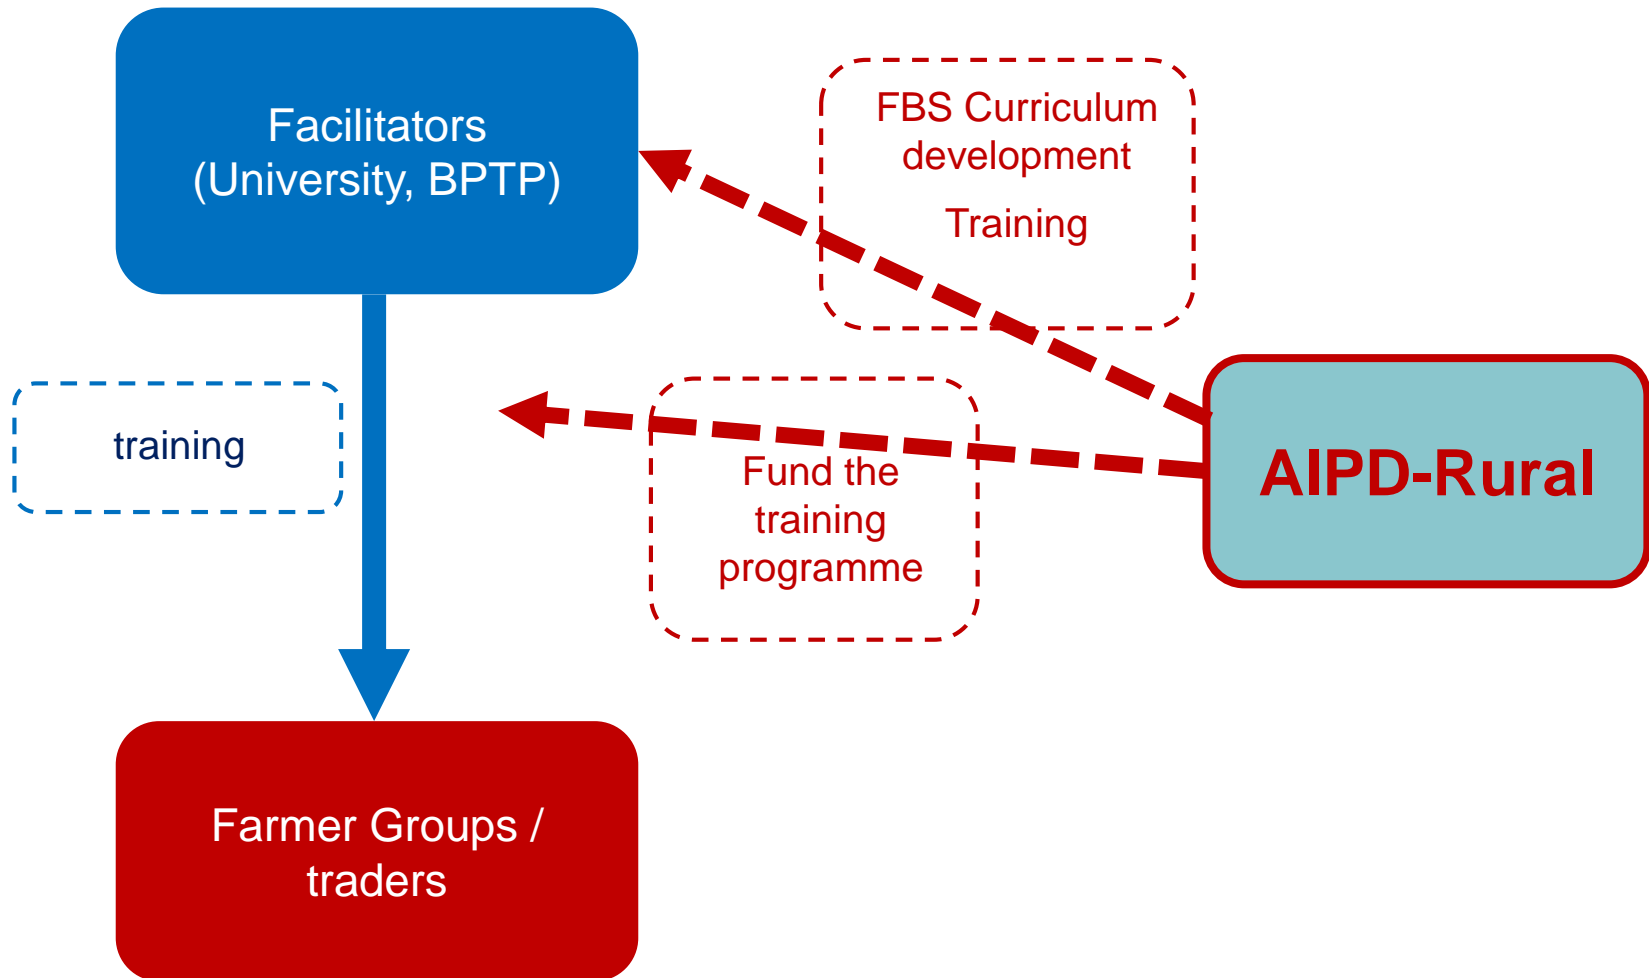 Facilitators
(University, BPTP)
FBS Curriculum
development
Training
training
Fund the
training
programme
AIPD-Rural
Farmer Groups /
traders